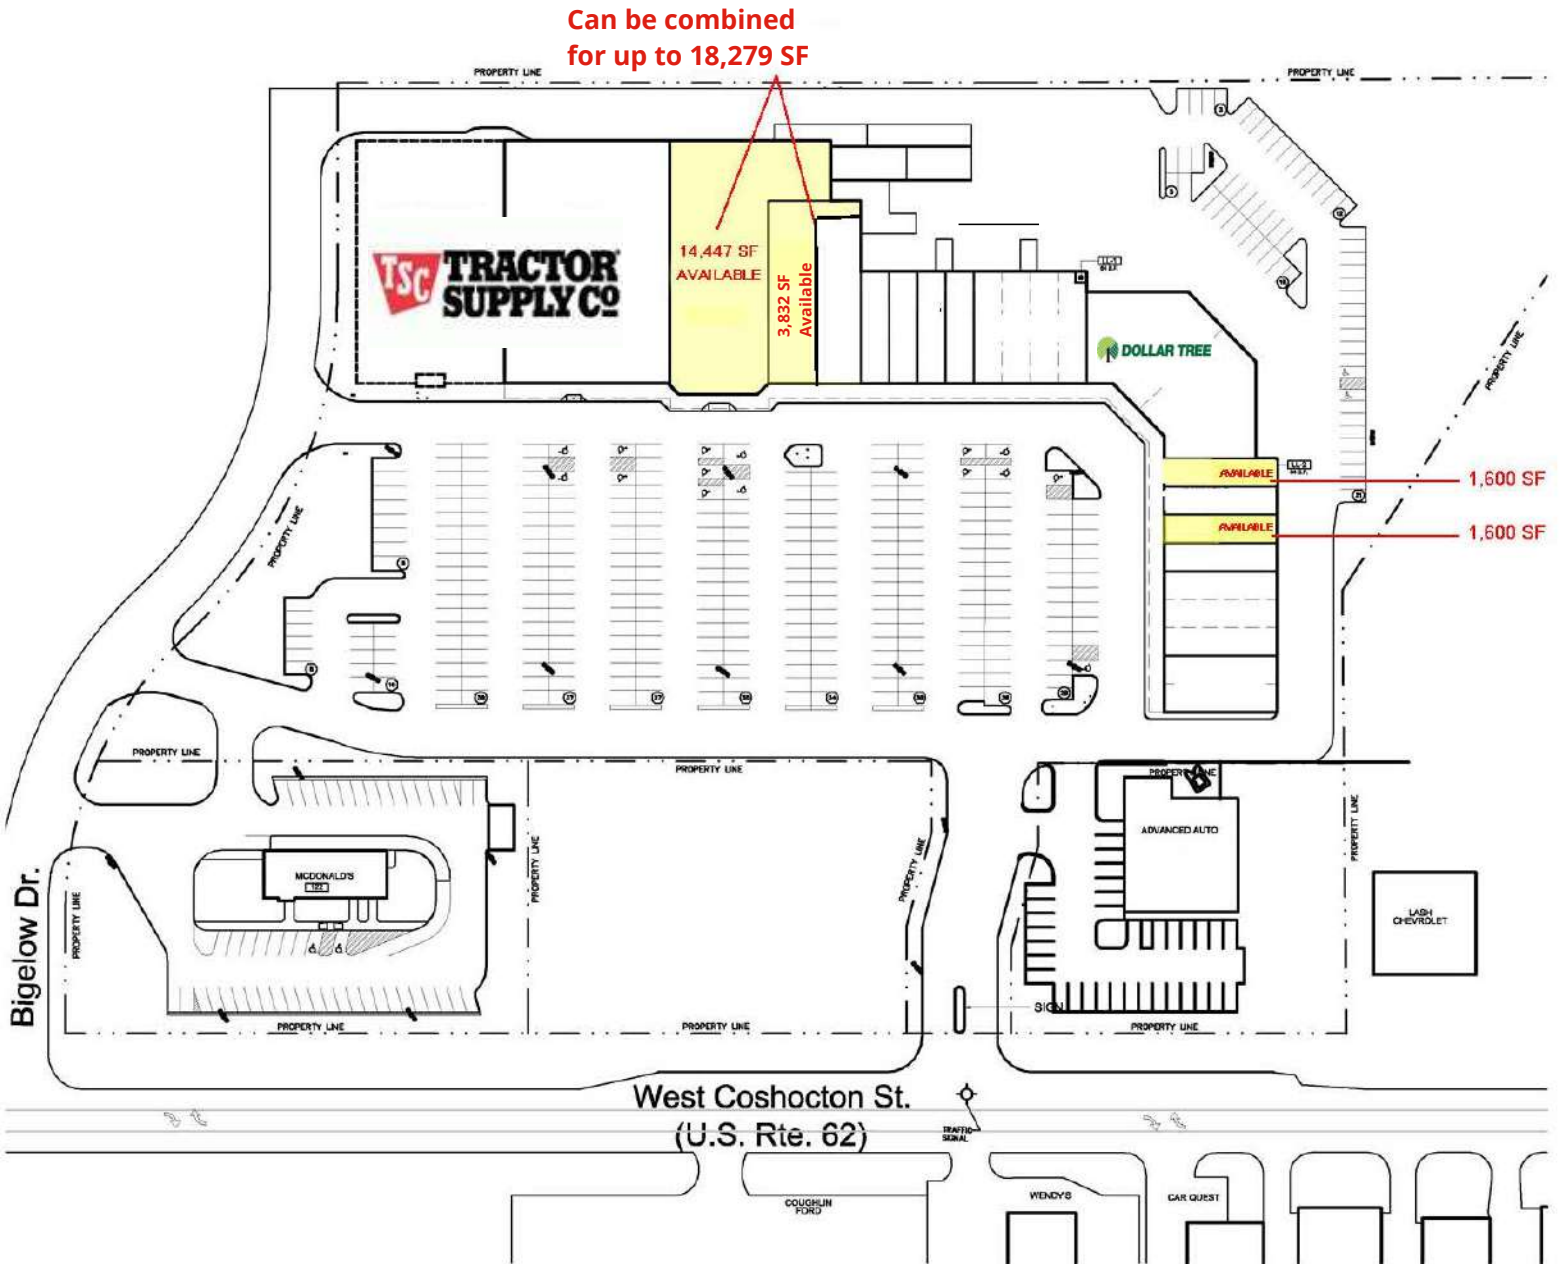 Can be combined
for up to 18,279 SF
PROPERTY LINE
PROPERTY LINE
TSC TRACTOR
SUPPLY CO
14,447 SF
AVAILABLE
3,832 SF
Available
DOLLAR TREE
PROPERTY LINE
AVAILABLE
1,600 SF
AVAILABLE
1,600 SF
PROPERTY LINE
PROPERTY LINE
PROPERTY LINE
ADVANCED AUTO
PROPERTY LINE
PROPERTY LINE
PROPERTY LINE
MCDONALD'S
LASH
CHEVROLET
PROPERTY LINE
Bigelow Dr.
SIGN
PROPERTY LINE
PROPERTY LINE
PROPERTY LINE
West Coshocton St.
(U.S. Rte. 62)
TRAFFIC
SIGNAL
COUGHLIN
FORD
WENDY'S
CAR QUEST